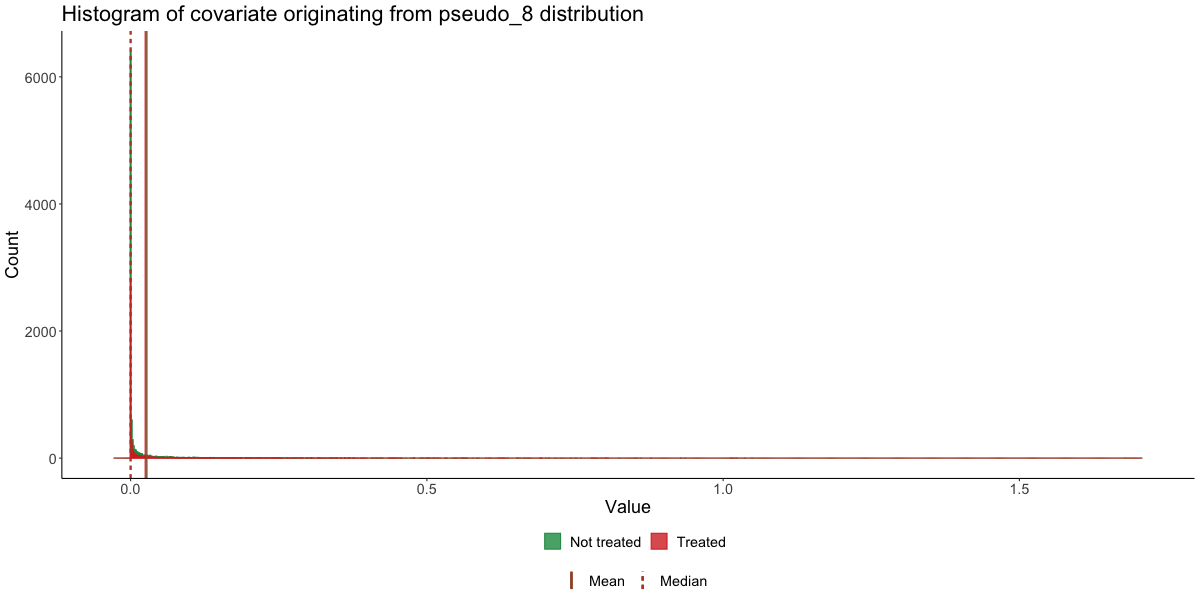 Histogram of covariate originating from pseudo_8 distribution
Count
6000
4000
2000
0
0.0 0.5 1.0 1.5
Value
Not treated Treated
Mean Median